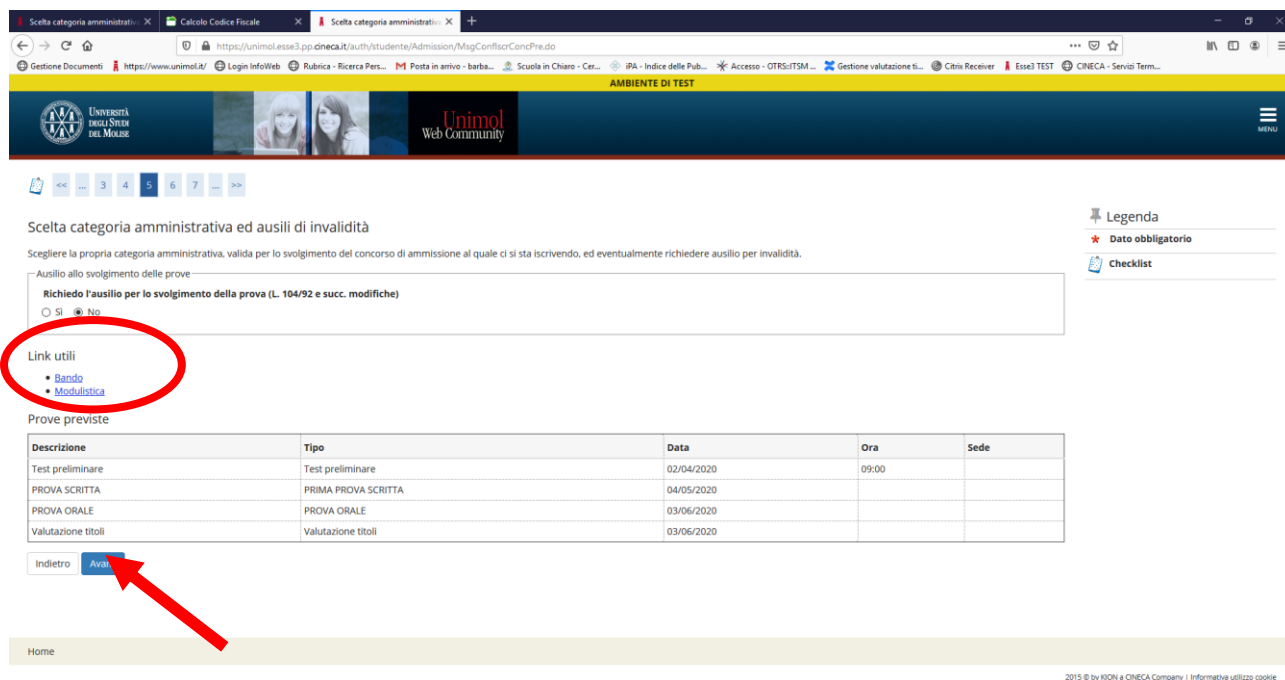 Scelta categoria amministrativ
Calcolo Codice Fiscale
Scelta categoria amministrativ
https://unimol.esse3.pp.cineca.it/auth/studente/Admission/MsgConfIscrConcPre.do
Gestione Documenti https://www.unimol.it/ Login InfoWeb Rubrica - Ricerca Pers... Posta in arrivo - barba... Scuola in Chiaro - Cer... iPA - Indice delle Pub... Accesso - OTRS::ITSM ... Gestione valutazione ti... Citrix Receiver Esse3 TEST CINECA - Servizi Term...
AMBIENTE DI TEST
UNIVERSITÀ
DEGLI STUDI
DEL MOLISE
Unimol
Web Community
MENU
<< ... 3 4 5 6 7 ... >>
Scelta categoria amministrativa ed ausili di invalidità
Scegliere la propria categoria amministrativa, valida per lo svolgimento del concorso di ammissione al quale ci si sta iscrivendo, ed eventualmente richiedere ausilio per invalidità.
Ausilio allo svolgimento delle prove
Richiedo l'ausilio per lo svolgimento della prova (L. 104/92 e succ. modifiche)
Sì No
Legenda
Dato obbligatorio
Checklist
Link utili
Bando
Modulistica
Prove previste
Descrizione Tipo Data Ora Sede
Test preliminare Test preliminare 02/04/2020 09:00
PROVA SCRITTA PRIMA PROVA SCRITTA 04/05/2020
PROVA ORALE PROVA ORALE 03/06/2020
Valutazione titoli Valutazione titoli 03/06/2020
Indietro Avan
Home
2015 © by KION a CINECA Company | Informativa utilizzo cookie